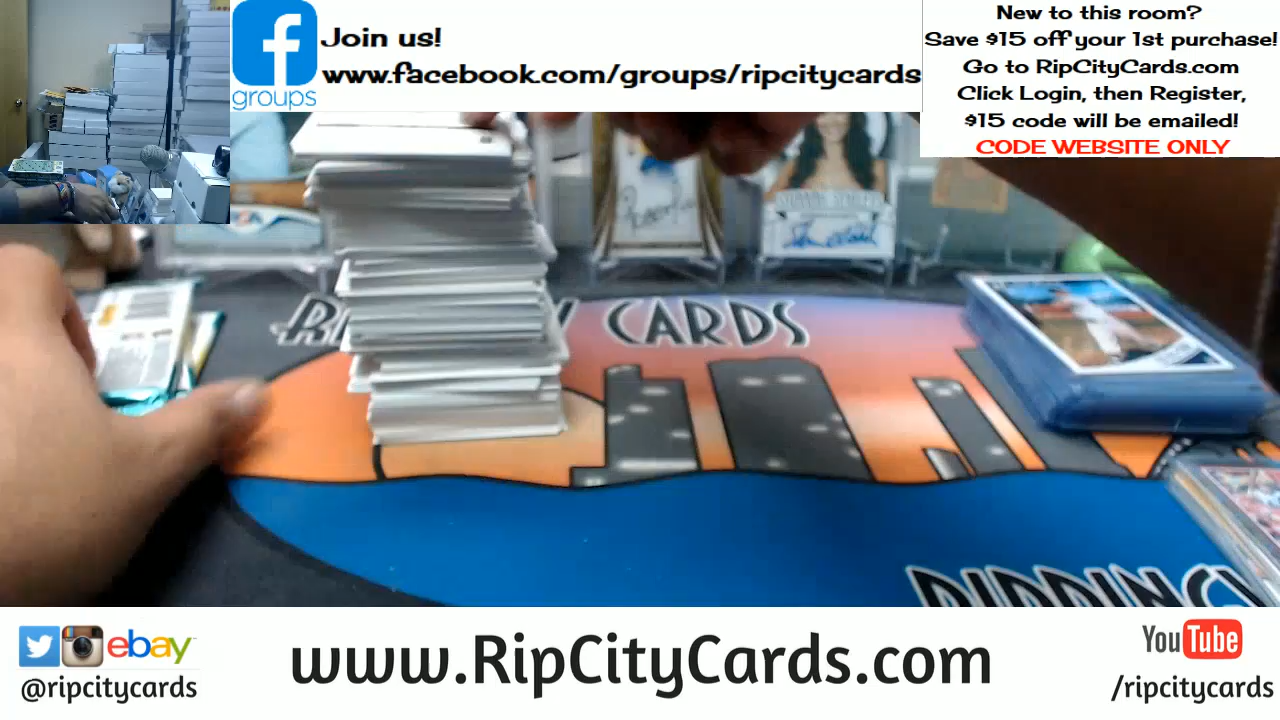 groups
Join us!
www.facebook.com/groups/ripcitycards
New to this room?
Save $15 off your 1st purchase!
Go to RipCityCards.com
Click Login, then Register,
$15 code will be emailed!
CODE WEBSITE ONLY
CARDS
ebay
@ripcitycards
www.RipCityCards.com
YouTube
/ripcitycards